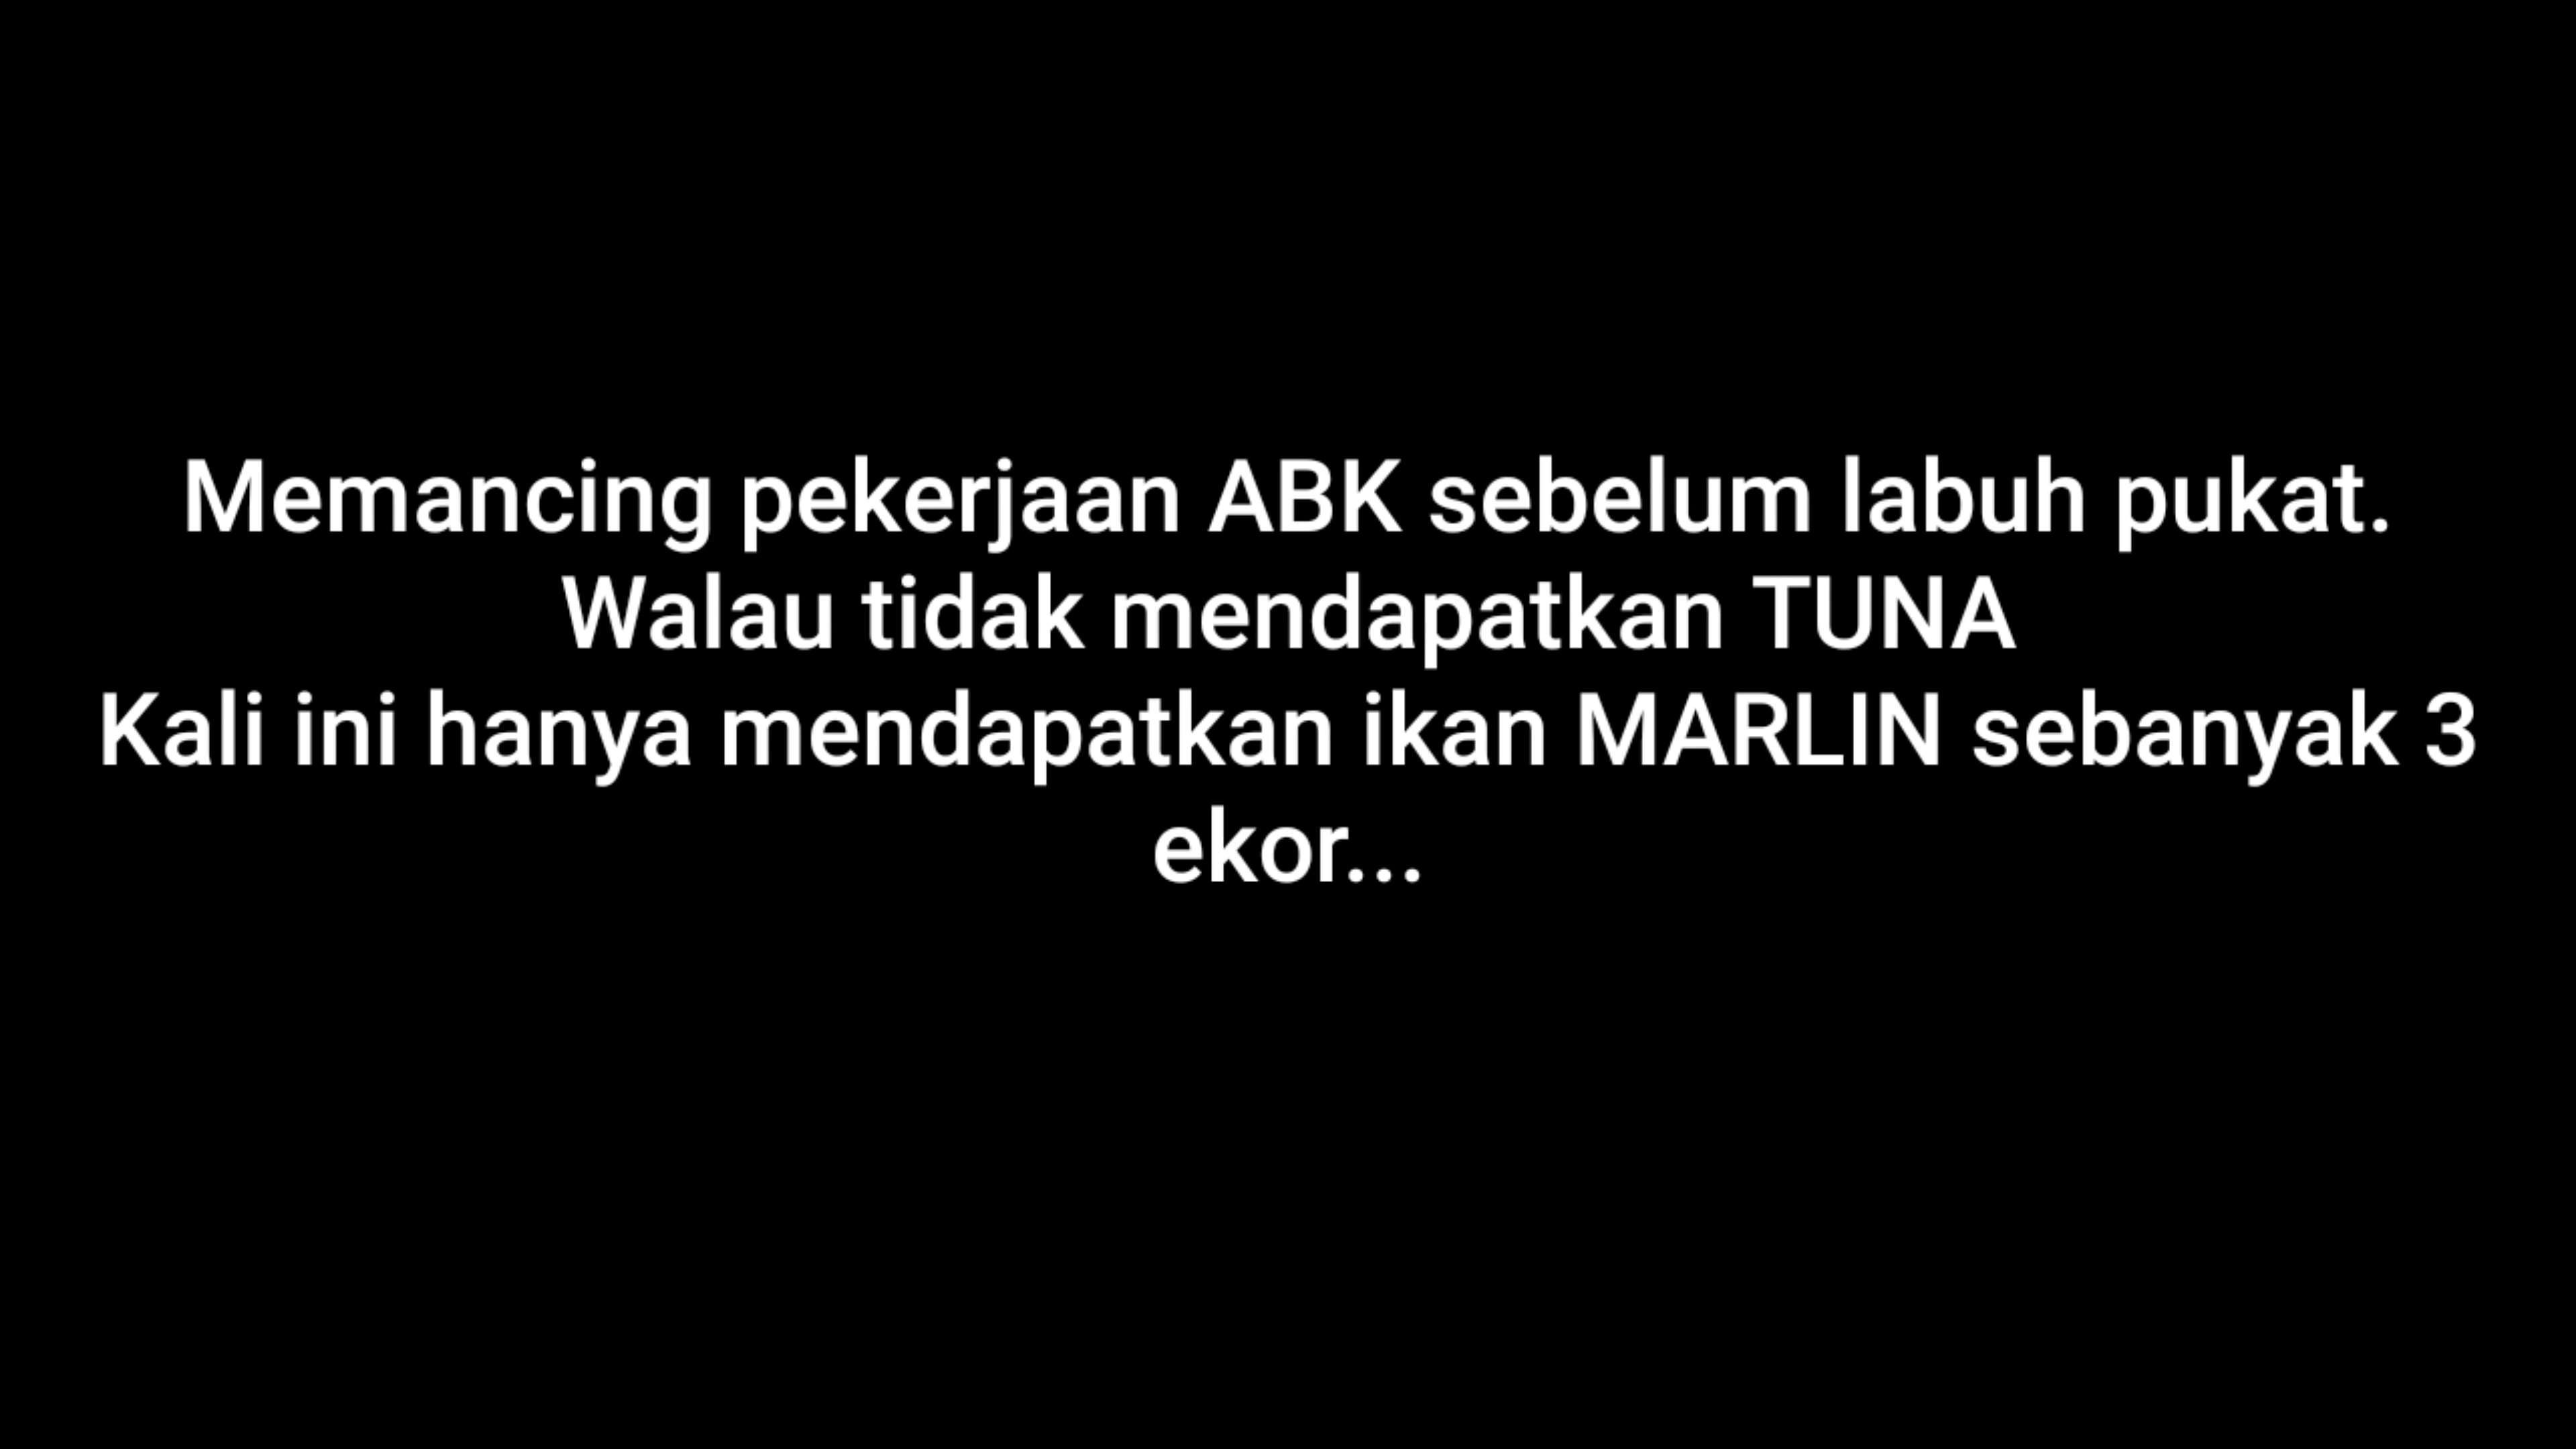 Memancing pekerjaan ABK sebelum labuh pukat.
Walau tidak mendapatkan TUNA
Kali ini hanya mendapatkan ikan MARLIN sebanyak 3
ekor...